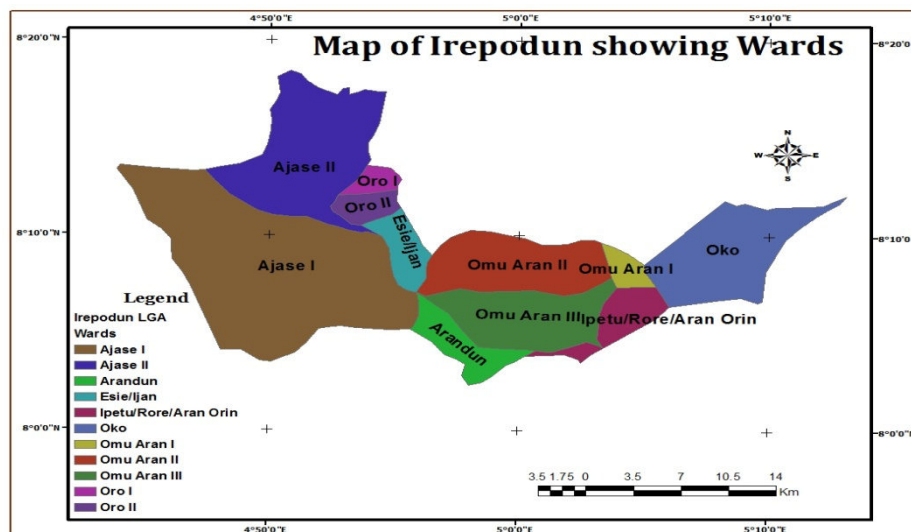 4°50'0"E 5°0'0"E 5°10'0"E
8°20'0"N 8°20'0"N
Map of Irepodun showing Wards
N
W E
S
Ajase II
Oro I
Oro II
Esie/Ijan
8°10'0"N 8°10'0"N
Ajase I
Omu Aran II
Omu Aran I
Oko
Omu Aran III
Ipetu/Rore/Aran Orin
Arandun
Legend
Irepodun LGA
Wards
Ajase I
Ajase II
Arandun
Esie/Ijan
Ipetu/Rore/Aran Orin
Oko
Omu Aran I
Omu Aran II
Omu Aran III
Oro I
Oro II
8°0'0"N 8°0'0"N
3.5 1.75 0 3.5 7 10.5 14
Km
4°50'0"E 5°0'0"E 5°10'0"E